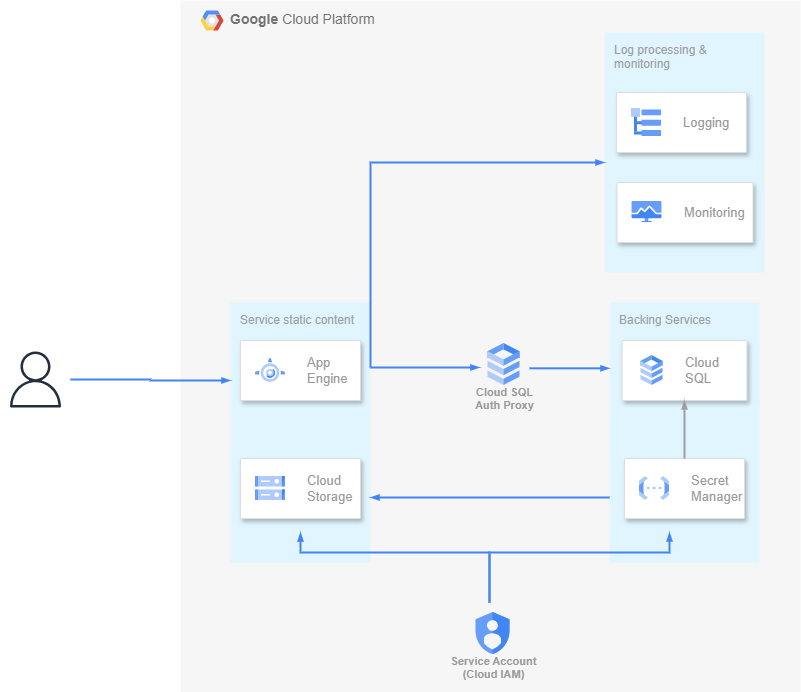 Google Cloud Platform
Log processing &
monitoring
Logging
Monitoring
Service static content
App
Engine
Cloud
Storage
Cloud SQL
Auth Proxy
Backing Services
Cloud
SQL
Secret
Manager
Service Account
(Cloud IAM)